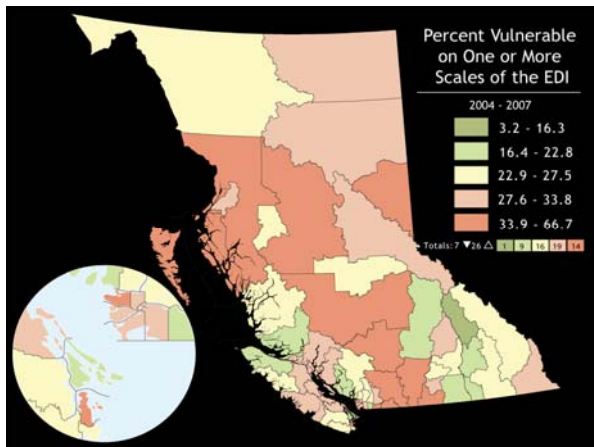 Percent Vulnerable
on One or More
Scales of the EDI
2004 - 2007
3.2 - 16.3
16.4 - 22.8
22.9 - 27.5
27.6 - 33.8
33.9 - 66.7
Totals: 7 ▼26 △ 1 9 16 19 14